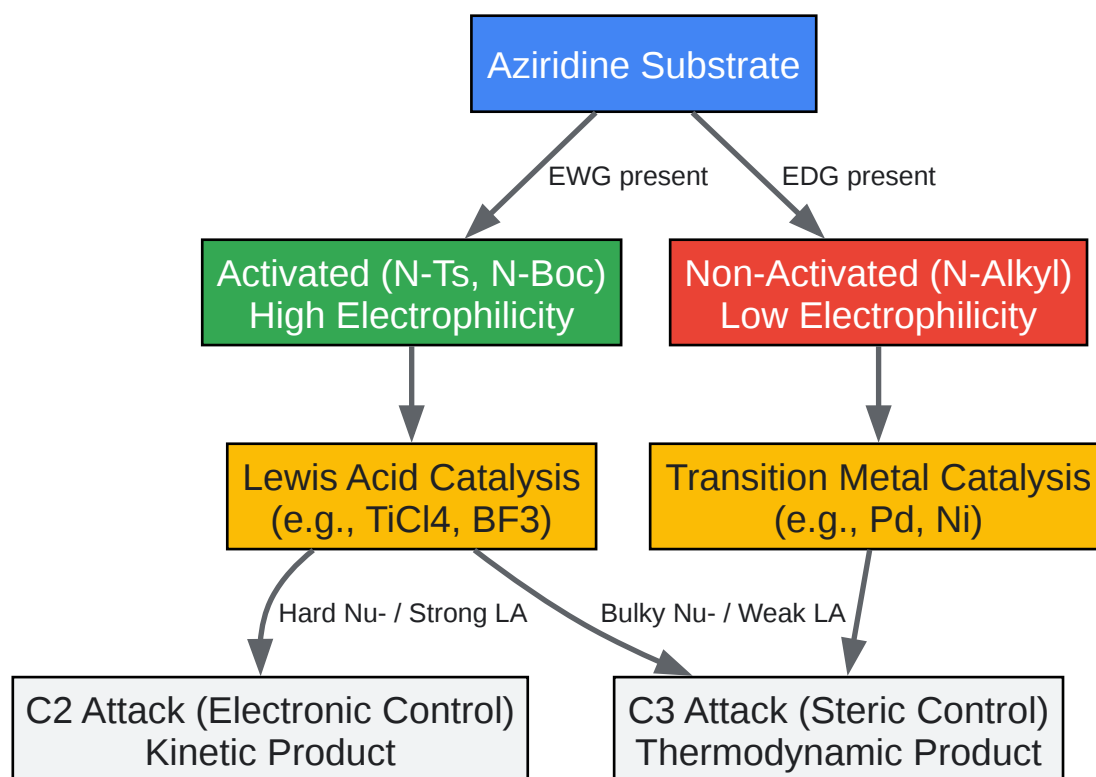 Aziridine Substrate
EWG present
EDG present
Activated (N-Ts, N-Boc)
High Electrophilicity
Non-Activated (N-Alkyl)
Low Electrophilicity
Lewis Acid Catalysis
(e.g., TiCl4, BF3)
Transition Metal Catalysis
(e.g., Pd, Ni)
Hard Nu- / Strong LA
Bulky Nu- / Weak LA
C2 Attack (Electronic Control)
Kinetic Product
C3 Attack (Steric Control)
Thermodynamic Product